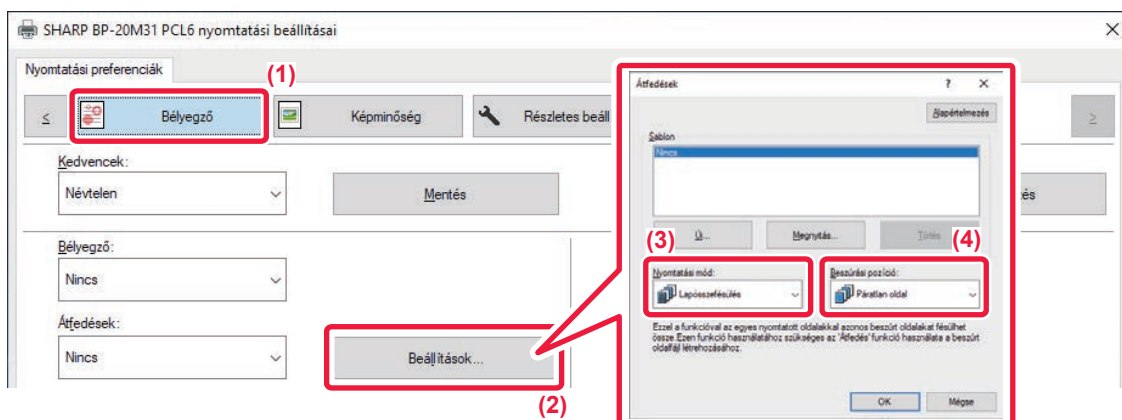 SHARP BP-20M31 PCL6 nyomtatási beállításai
Nyomtatási preferenciák
(1)
<
Bélyegző
Képminőség
Részletes beáll
>
Kedvencek:
Névtelen
Mentés
és
Bélyegző:
Nincs
Átfedések:
Nincs
Beállítások...
(2)
Átfedések
?
Alapértelmezés
Sablon
Nincs
Új...
Megnyitás...
Törlés
(3)
(4)
Nyomtatási mód:
Beszúrási pozíció:
Lapösszefésülés
Páratlan oldal
Ezzel a funkcióval az egyes nyomtatott oldalakkal azonos beszúrt oldalakat fésülhet
össze.Ezen funkció használatához szükséges az 'Átfedés' funkció használata a beszúrt
oldalfájl létrehozásához.
OK
Mégse